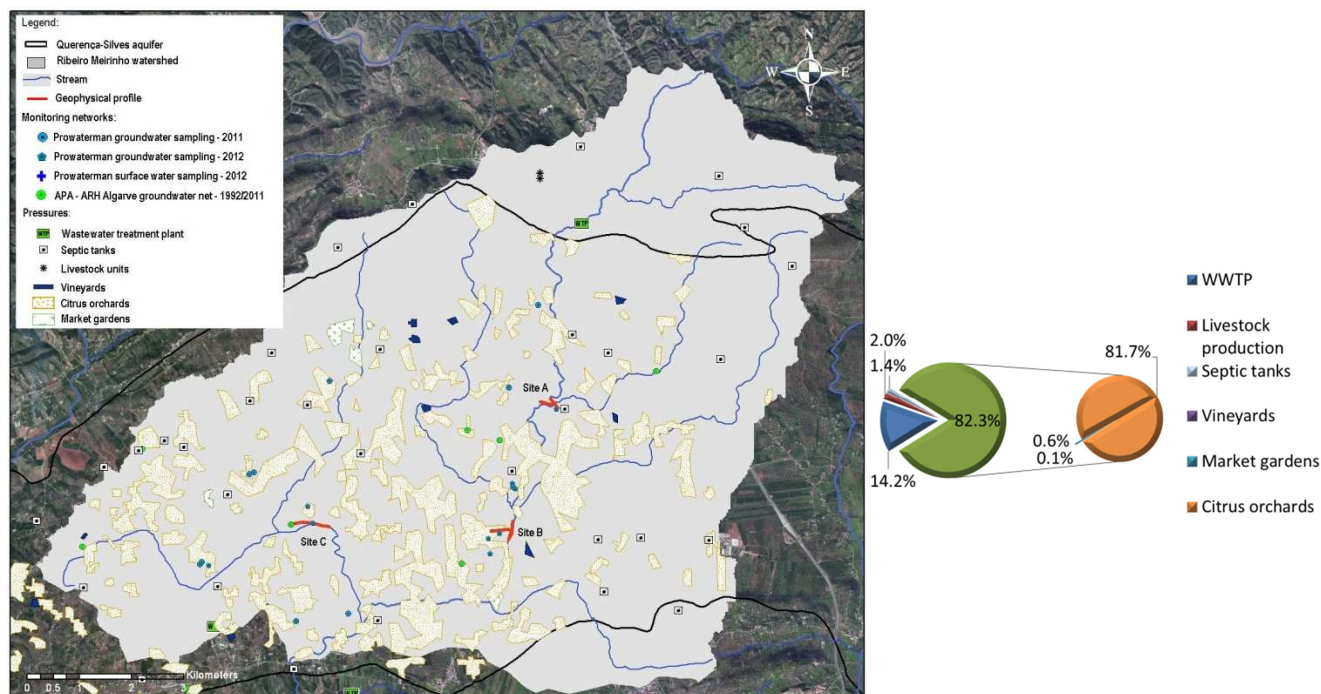 Legend:
Querença-Silves aquifer
Ribeiro Meirinho watershed
Stream
Geophysical profile
Monitoring networks:
Prowaterman groundwater sampling - 2011
Prowaterman groundwater sampling - 2012
Prowaterman surface water sampling - 2012
APA - ARH Algarve groundwater net - 1992/2011
Pressures:
WTP Wastewater treatment plant
Septic tanks
Livestock units
Vineyards
Citrus orchards
Market gardens
N
W E
S
WTP
Site A
Site B
Site C
WTP
Kilometers
0 0.5 1 2 3
2.0%
1.4%
14.2%
82.3%
0.6%
0.1%
81.7%
WWTP
Livestock
production
Septic tanks
Vineyards
Market gardens
Citrus orchards